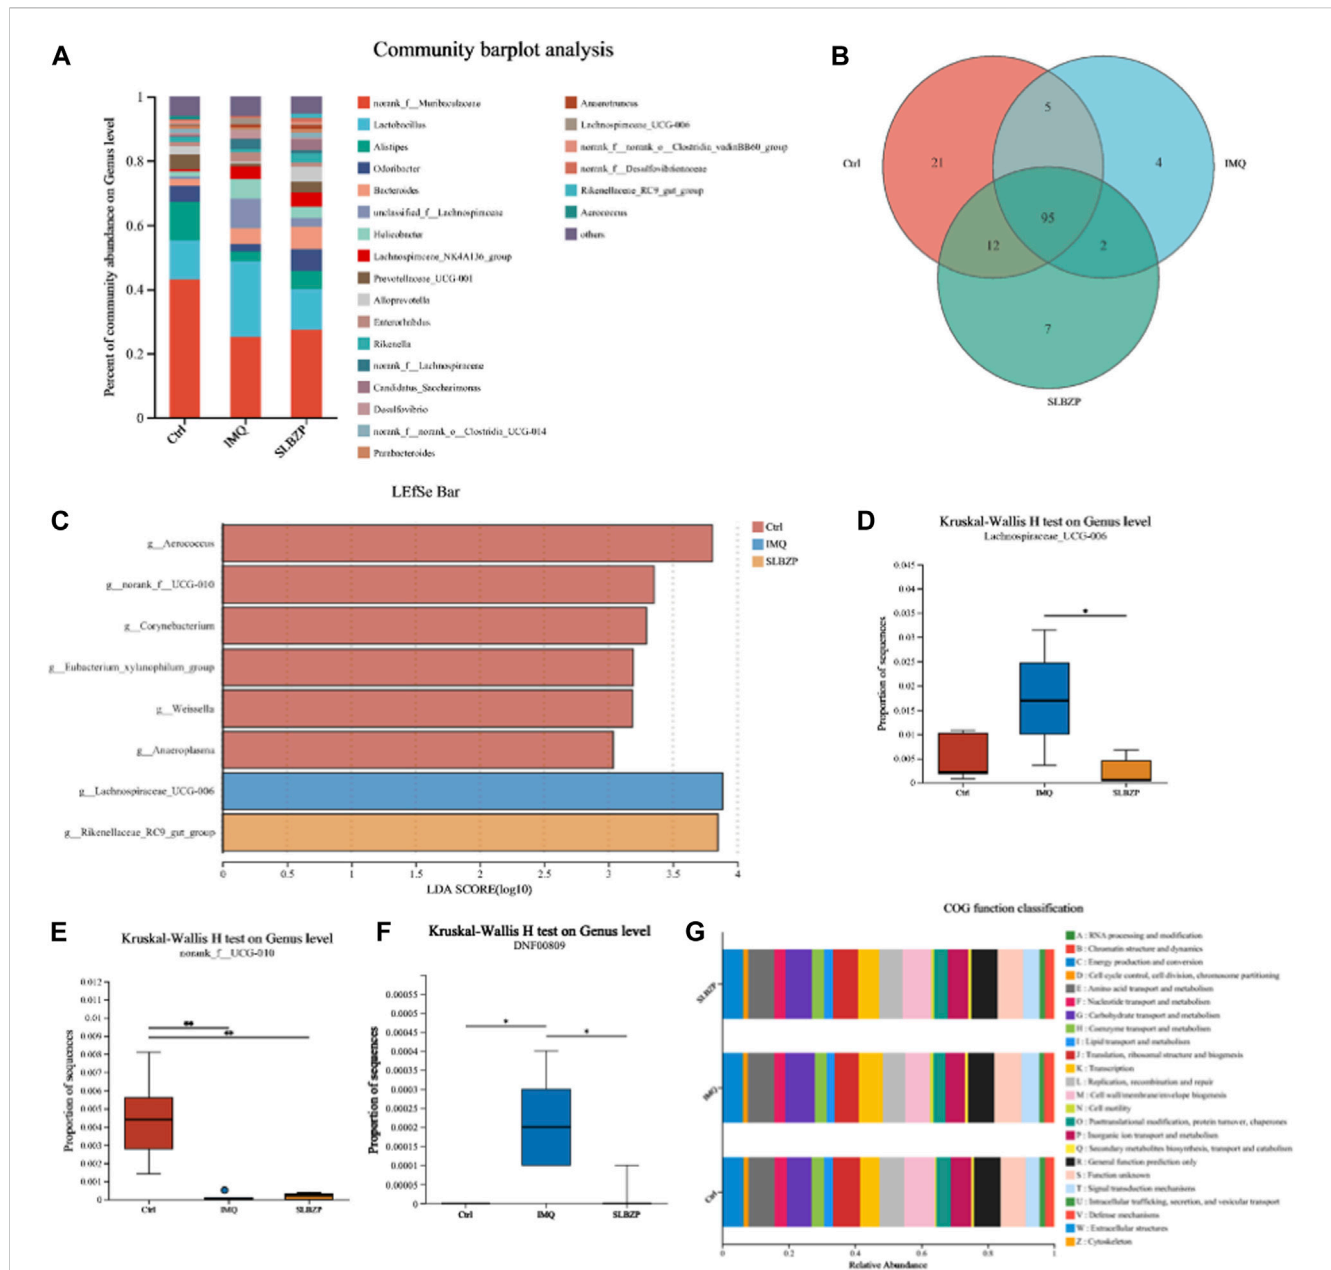 A
Community barplot analysis
Percent of community abundance on Genus level
1
0.8
0.6
0.4
0.2
0
Ctrl
IMQ
SLBZP
norank_f__Muribaculaceae
Lactobacillus
Alistipes
Odoribacter
Bacteroides
unclassified_f__Lachnospiraceae
Helicobacter
Lachnospiraceae_NK4A136_group
Prevotellaceae_UCG-001
Alloprevotella
Enterorhabdus
Rikenella
norank_f__Lachnospiraceae
Candidatus_Saccharimonas
Desulfovibrio
norank_f__norank_o__Clostridia_UCG-014
Parabacteroides
Anaerotruncus
Lachnospiraceae_UCG-006
norank_f__norank_o__Clostridia_vadinBB60_group
norank_f__Desulfovibrionaceae
Rikenellaceae_RC9_gut_group
Aerococcus
others
B
Ctrl
IMQ
SLBZP
5
21
4
95
12
2
7
C
LEfSe Bar
g__Aerococcus
g__norank_f__UCG-010
g__Corynebacterium
g__Eubacterium_xylanophilum_group
g__Weissella
g__Anaeroplasma
g__Lachnospiraceae_UCG-006
g__Rikenellaceae_RC9_gut_group
0
0.5
1
1.5
2
2.5
3
3.5
4
LDA SCORE(log10)
Ctrl
IMQ
SLBZP
D
Kruskal-Wallis H test on Genus level
Lachnospiraceae_UCG-006
Proportion of sequences
0.045
0.04
0.035
0.03
0.025
0.02
0.015
0.01
0.005
0
*
Ctrl
IMQ
SLBZP
E
Kruskal-Wallis H test on Genus level
norank_f__UCG-010
Proportion of sequences
0.012
0.011
0.01
0.009
0.008
0.007
0.006
0.005
0.004
0.003
0.002
0.001
0
**
**
Ctrl
IMQ
SLBZP
F
Kruskal-Wallis H test on Genus level
DNF00809
Proportion of sequences
0.00055
0.0005
0.00045
0.0004
0.00035
0.0003
0.00025
0.0002
0.00015
0.0001
0.00005
0
*
*
Ctrl
IMQ
SLBZP
G
COG function classification
SLBZP
IMQ
Ctrl
0
0.2
0.4
0.6
0.8
1
Relative Abundance
A : RNA processing and modification
B : Chromatin structure and dynamics
C : Energy production and conversion
D : Cell cycle control, cell division, chromosome partitioning
E : Amino acid transport and metabolism
F : Nucleotide transport and metabolism
G : Carbohydrate transport and metabolism
H : Coenzyme transport and metabolism
I : Lipid transport and metabolism
J : Translation, ribosomal structure and biogenesis
K : Transcription
L : Replication, recombination and repair
M : Cell wall/membrane/envelope biogenesis
N : Cell motility
O : Posttranslational modification, protein turnover, chaperones
P : Inorganic ion transport and metabolism
Q : Secondary metabolites biosynthesis, transport and catabolism
R : General function prediction only
S : Function unknown
T : Signal transduction mechanisms
U : Intracellular trafficking, secretion, and vesicular transport
V : Defense mechanisms
W : Extracellular structures
Z : Cytoskeleton